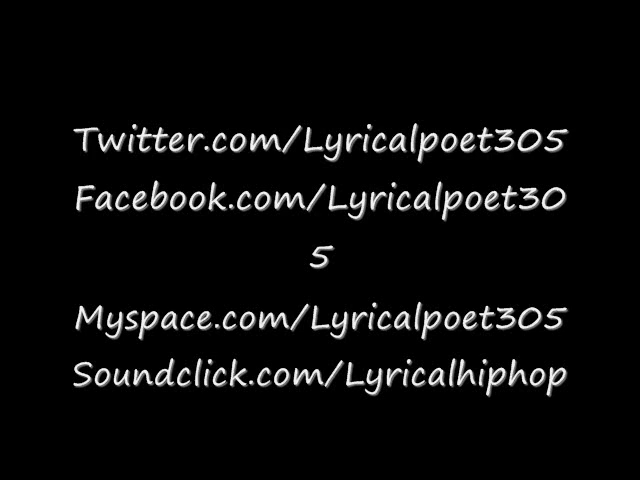 Twitter.com/Lyricalpoet305
Facebook.com/Lyricalpoet30
5
Myspace.com/Lyricalpoet305
Soundclick.com/Lyricalhiphop